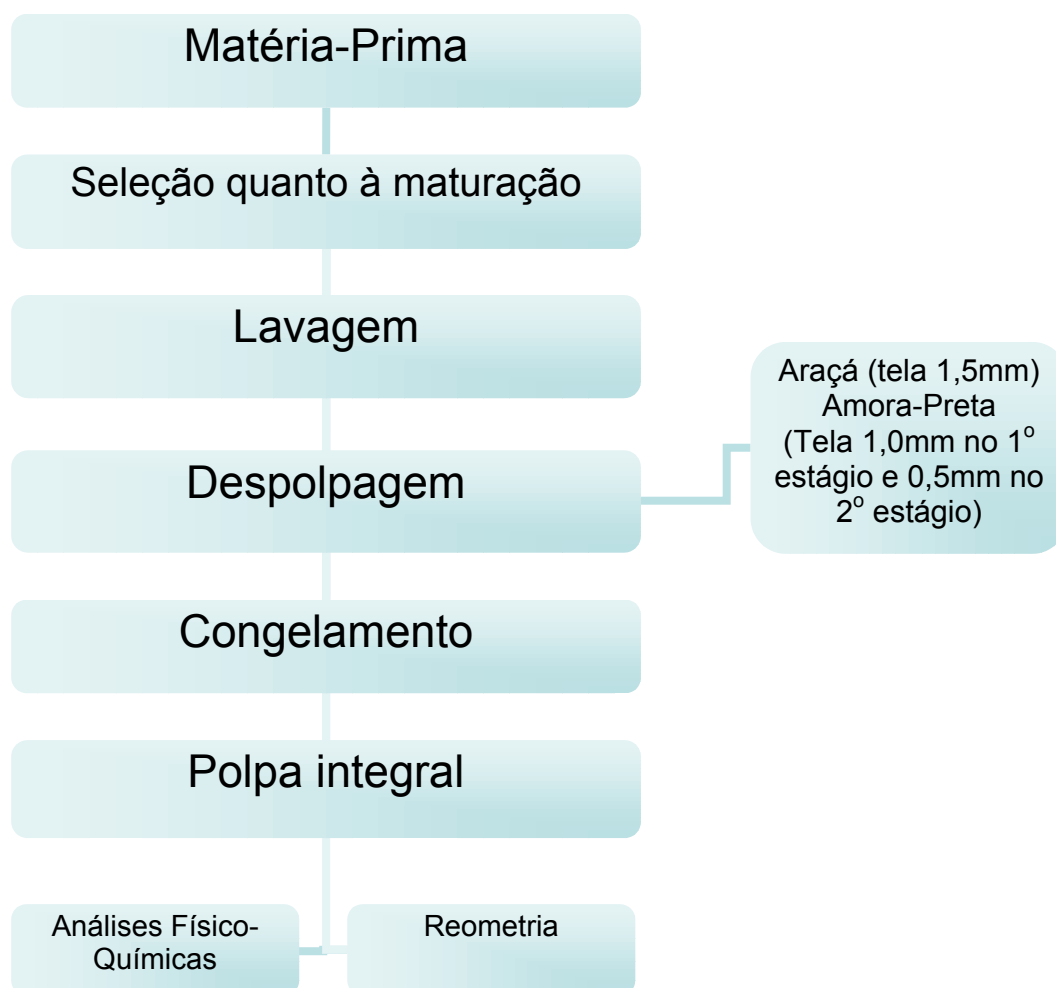 Matéria-Prima
Seleção quanto à maturação
Lavagem
Despolpagem
Araçá (tela 1,5mm)
Amora-Preta
(Tela 1,0mm no 1º
estágio e 0,5mm no
2º estágio)
Congelamento
Polpa integral
Análises Físico-
Químicas
Reometria